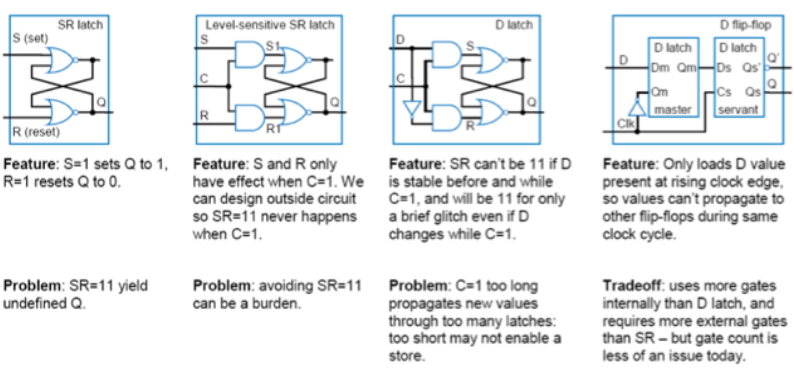 SR latch
S (set)
Q
R (reset)
Feature: S=1 sets Q to 1,
R=1 resets Q to 0.
Problem: SR=11 yield
undefined Q.
Level-sensitive SR latch
S
S1
C
Q
R
R1
Feature: S and R only
have effect when C=1. We
can design outside circuit
so SR=11 never happens
when C=1.
Problem: avoiding SR=11
can be a burden.
D latch
D
S
C
Q
R
Feature: SR can't be 11 if D
is stable before and while
C=1, and will be 11 for only
a brief glitch even if D
changes while C=1.
Problem: C=1 too long
propagates new values
through too many latches:
too short may not enable a
store.
D flip-flop
D latch D latch
D Dm Qm Ds Qs' Q'
Qm Cs Qs Q
master servant
Clk
Feature: Only loads D value
present at rising clock edge,
so values can't propagate to
other flip-flops during same
clock cycle.
Tradeoff: uses more gates
internally than D latch, and
requires more external gates
than SR – but gate count is
less of an issue today.